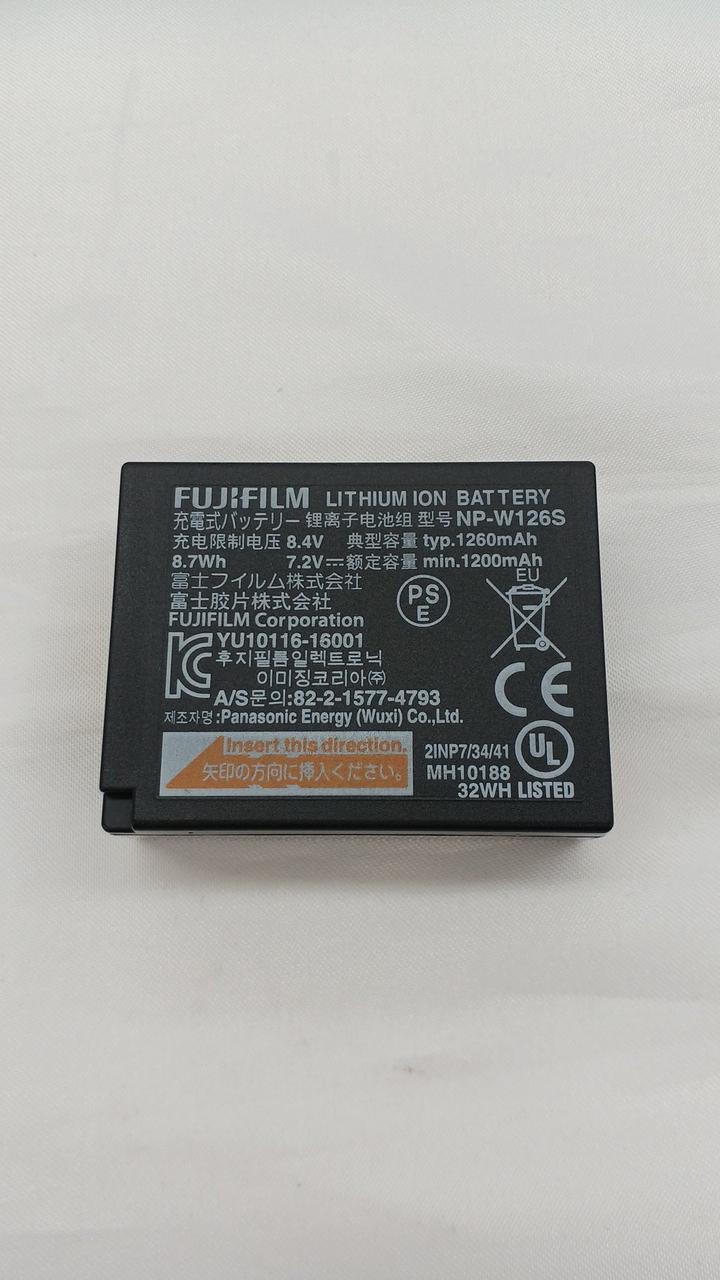 FUJIFILM LITHIUM ION BATTERY
充電式バッテリー 锂离子电池组 型号 NP-W126S
充电限制电压 8.4V 典型容量 typ.1260mAh
8.7Wh 7.2V⎓额定容量 min.1200mAh
富士フイルム株式会社
富士胶片株式会社
FUJIFILM Corporation
PS
E
EU
YU10116-16001
후지필름일렉트로닉
이미징코리아㈜
A/S문의:82-2-1577-4793
제조자명:Panasonic Energy (Wuxi) Co.,Ltd.
CE
Insert this direction.
矢印の方向に挿入ください。
2INP7/34/41
MH10188
32WH
UL
LISTED